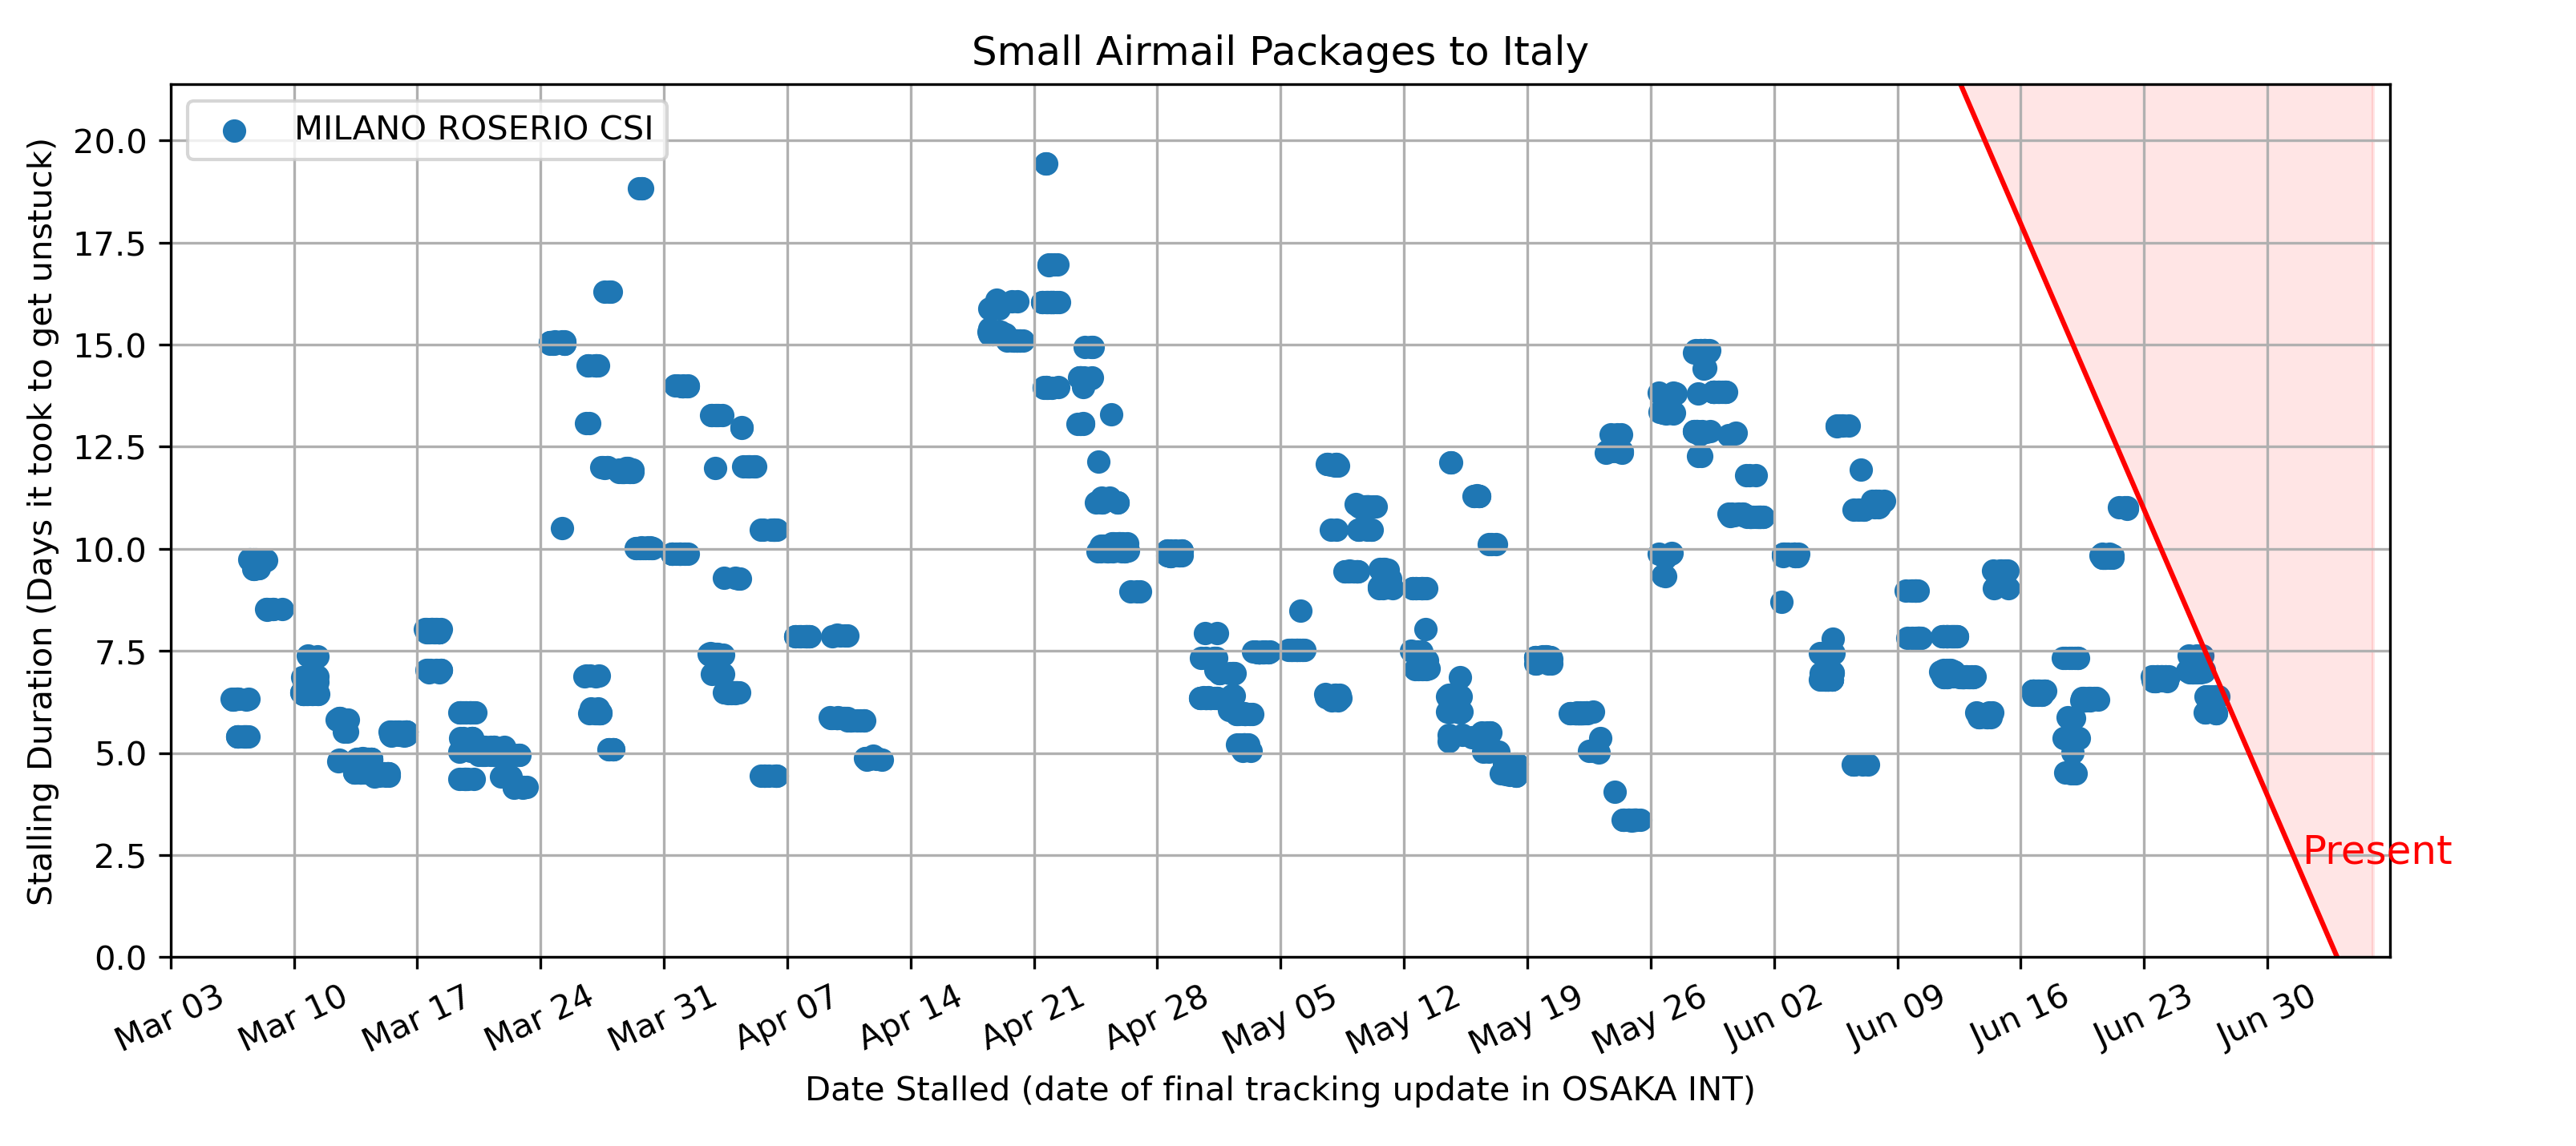 Small Airmail Packages to Italy
MILANO ROSERIO CSI
Stalling Duration (Days it took to get unstuck)
20.0
17.5
15.0
12.5
10.0
7.5
5.0
2.5
0.0
Present
Mar 03
Mar 10
Mar 17
Mar 24
Mar 31
Apr 07
Apr 14
Apr 21
Apr 28
May 05
May 12
May 19
May 26
Jun 02
Jun 09
Jun 16
Jun 23
Jun 30
Date Stalled (date of final tracking update in OSAKA INT)